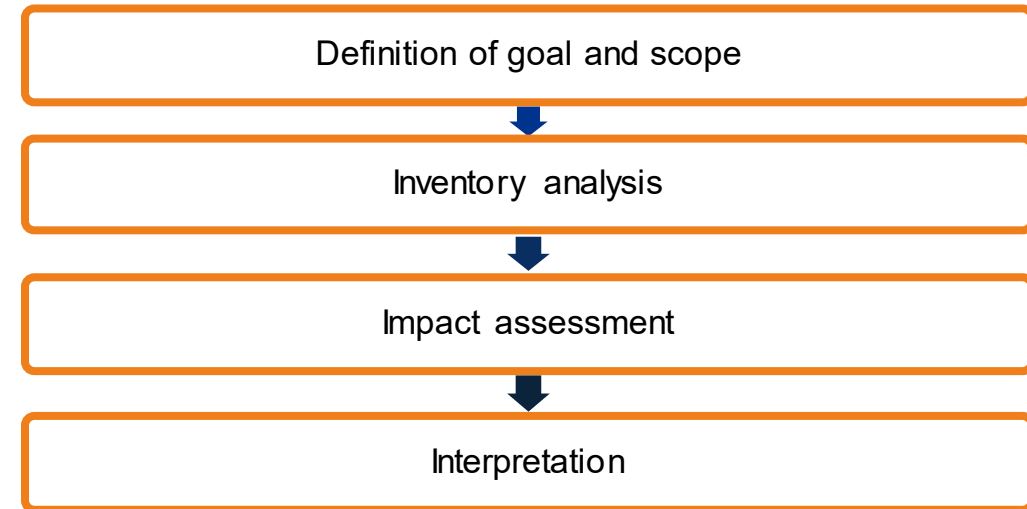 Definition of goal and scope
Inventory analysis
Impact assessment
Interpretation